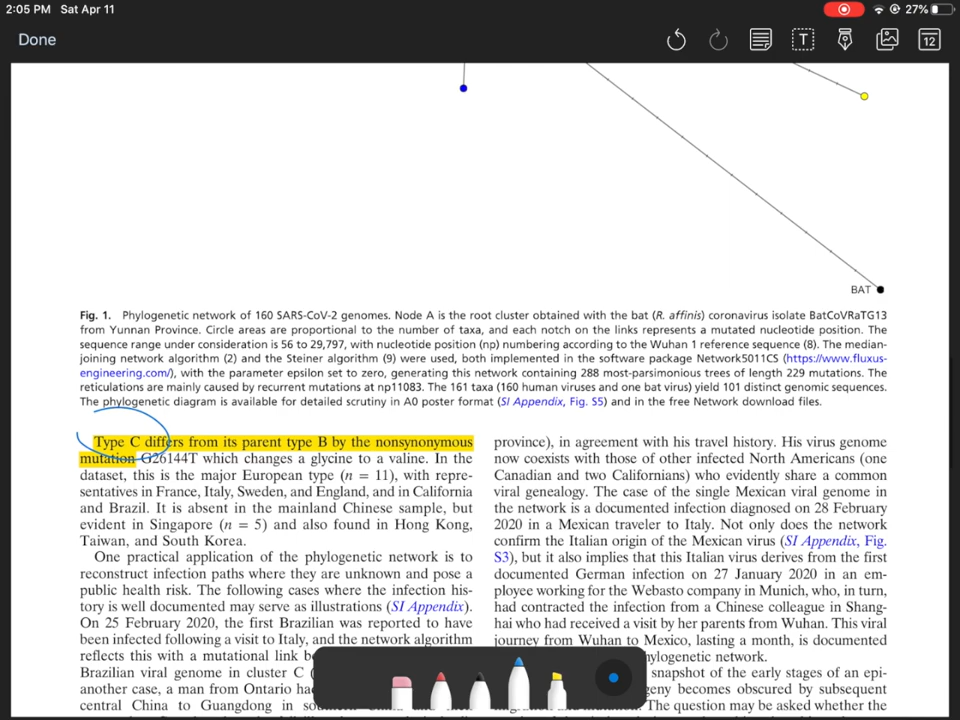 2:05 PM Sat Apr 11
27%
Done
T
12
BAT
Fig. 1. Phylogenetic network of 160 SARS-CoV-2 genomes. Node A is the root cluster obtained with the bat (R. affinis) coronavirus isolate BatCoVRaTG13
from Yunnan Province. Circle areas are proportional to the number of taxa, and each notch on the links represents a mutated nucleotide position. The
sequence range under consideration is 56 to 29,797, with nucleotide position (np) numbering according to the Wuhan 1 reference sequence (8). The median-
joining network algorithm (2) and the Steiner algorithm (9) were used, both implemented in the software package Network5011CS (https://www.fluxus-
engineering.com/), with the parameter epsilon set to zero, generating this network containing 288 most-parsimonious trees of length 229 mutations. The
reticulations are mainly caused by recurrent mutations at np11083. The 161 taxa (160 human viruses and one bat virus) yield 101 distinct genomic sequences.
The phylogenetic diagram is available for detailed scrutiny in A0 poster format (SI Appendix, Fig. S5) and in the free Network download files.
Type C differs from its parent type B by the nonsynonymous
mutation G26144T which changes a glycine to a valine. In the
dataset, this is the major European type (n = 11), with repre-
sentatives in France, Italy, Sweden, and England, and in California
and Brazil. It is absent in the mainland Chinese sample, but
evident in Singapore (n = 5) and also found in Hong Kong,
Taiwan, and South Korea.
One practical application of the phylogenetic network is to
reconstruct infection paths where they are unknown and pose a
public health risk. The following cases where the infection his-
tory is well documented may serve as illustrations (SI Appendix).
On 25 February 2020, the first Brazilian was reported to have
been infected following a visit to Italy, and the network algorithm
reflects this with a mutational link
Brazilian viral genome in cluster C
another case, a man from Ontario
central China to Guangdong in
province), in agreement with his travel history. His virus genome
now coexists with those of other infected North Americans (one
Canadian and two Californians) who evidently share a common
viral genealogy. The case of the single Mexican viral genome in
the network is a documented infection diagnosed on 28 February
2020 in a Mexican traveler to Italy. Not only does the network
confirm the Italian origin of the Mexican virus (SI Appendix, Fig.
S3), but it also implies that this Italian virus derives from the first
documented German infection on 27 January 2020 in an em-
ployee working for the Webasto company in Munich, who, in turn,
had contracted the infection from a Chinese colleague in Shang-
hai who had received a visit by her parents from Wuhan. This viral
journey from Wuhan to Mexico, lasting a month, is documented
network.
snapshot of the early stages of an epi-
becomes obscured by subsequent
The question may be asked whether the